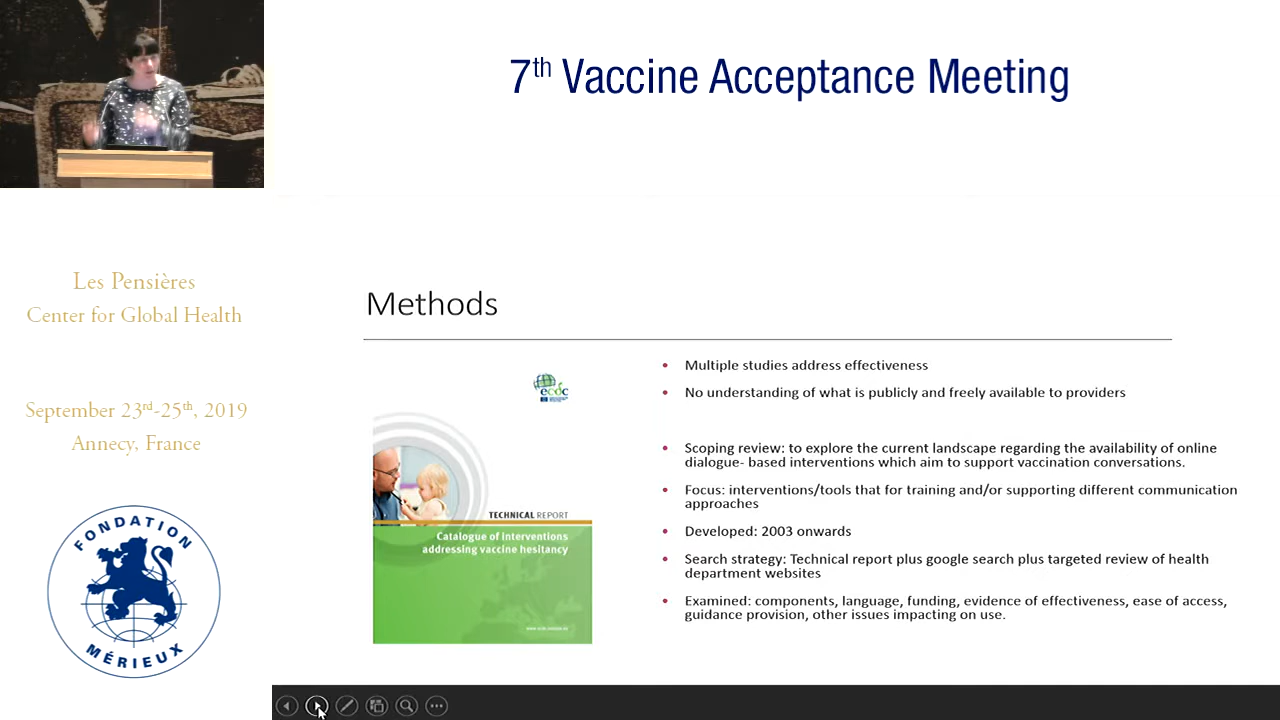 7th Vaccine Acceptance Meeting
Les Pensières
Center for Global Health
September 23rd-25th, 2019
Annecy, France
FONDATION
MÉRIEUX
Methods
ecdc
TECHNICAL REPORT
Catalogue of interventions
addressing vaccine hesitancy
• Multiple studies address effectiveness
• No understanding of what is publicly and freely available to providers
• Scoping review: to explore the current landscape regarding the availability of online
dialogue- based interventions which aim to support vaccination conversations.
• Focus: interventions/tools that for training and/or supporting different communication
approaches
• Developed: 2003 onwards
• Search strategy: Technical report plus google search plus targeted review of health
department websites
• Examined: components, language, funding, evidence of effectiveness, ease of access,
guidance provision, other issues impacting on use.